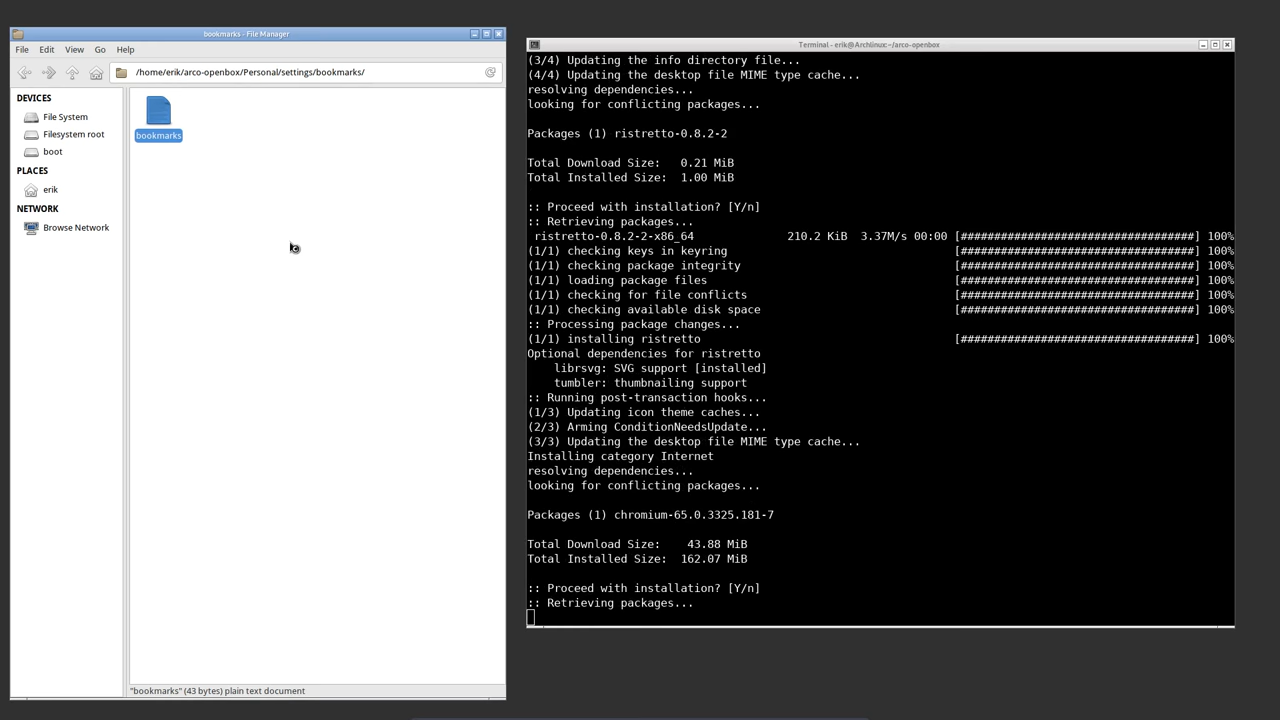 bookmarks - File Manager
File Edit View Go Help
/home/erik/arco-openbox/Personal/settings/bookmarks/
DEVICES
File System
Filesystem root
boot
PLACES
erik
NETWORK
Browse Network
bookmarks
"bookmarks" (43 bytes) plain text document
Terminal - erik@Archlinux:~/arco-openbox
(3/4) Updating the info directory file...
(4/4) Updating the desktop file MIME type cache...
resolving dependencies...
looking for conflicting packages...
Packages (1) ristretto-0.8.2-2
Total Download Size:   0.21 MiB
Total Installed Size:  1.00 MiB
:: Proceed with installation? [Y/n]
:: Retrieving packages...
ristretto-0.8.2-2-x86_64 210.2 KiB 3.37M/s 00:00 [###################################] 100%
(1/1) checking keys in keyring [###################################] 100%
(1/1) checking package integrity [###################################] 100%
(1/1) loading package files [###################################] 100%
(1/1) checking for file conflicts [###################################] 100%
(1/1) checking available disk space [###################################] 100%
:: Processing package changes...
(1/1) installing ristretto [###################################] 100%
Optional dependencies for ristretto
librsvg: SVG support [installed]
tumbler: thumbnailing support
:: Running post-transaction hooks...
(1/3) Updating icon theme caches...
(2/3) Arming ConditionNeedsUpdate...
(3/3) Updating the desktop file MIME type cache...
Installing category Internet
resolving dependencies...
looking for conflicting packages...
Packages (1) chromium-65.0.3325.181-7
Total Download Size:    43.88 MiB
Total Installed Size:  162.07 MiB
:: Proceed with installation? [Y/n]
:: Retrieving packages...